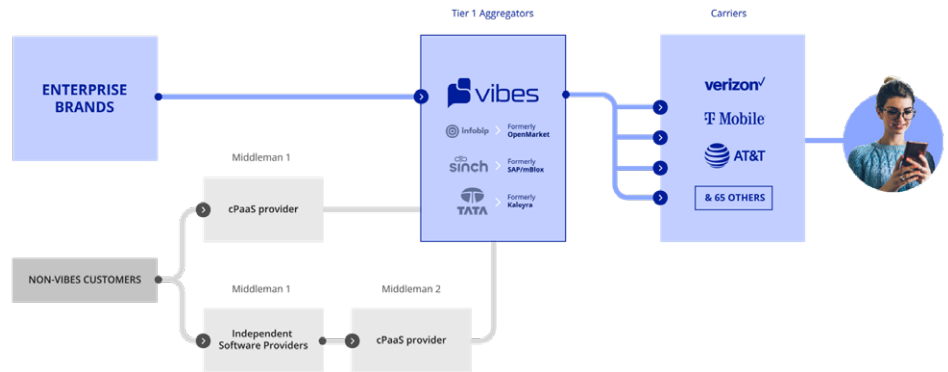 Tier 1 Aggregators
Carriers
ENTERPRISE
BRANDS
vibes
infobip
Formerly
OpenMarket
sinch
Formerly
SAP/mBlox
TATA
Formerly
Kaleyra
verizon
T Mobile
AT&T
& 65 OTHERS
Middleman 1
cPaaS provider
NON-VIBES CUSTOMERS
Middleman 1
Independent
Software Providers
Middleman 2
cPaaS provider